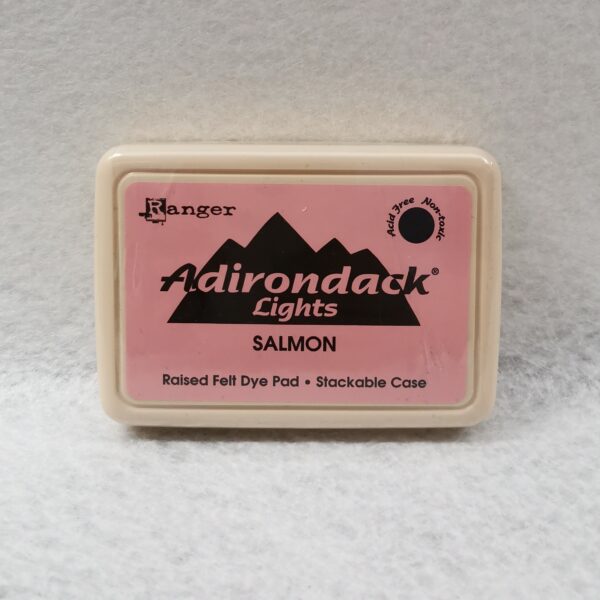 Ranger
Acid Free Non-toxic
Adirondack®
Lights
SALMON
Raised Felt Dye Pad • Stackable Case